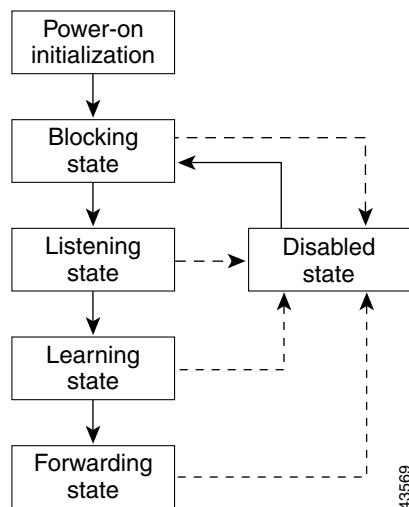 Power-on
initialization
Blocking
state
Listening
state
Disabled
state
Learning
state
Forwarding
state
43569